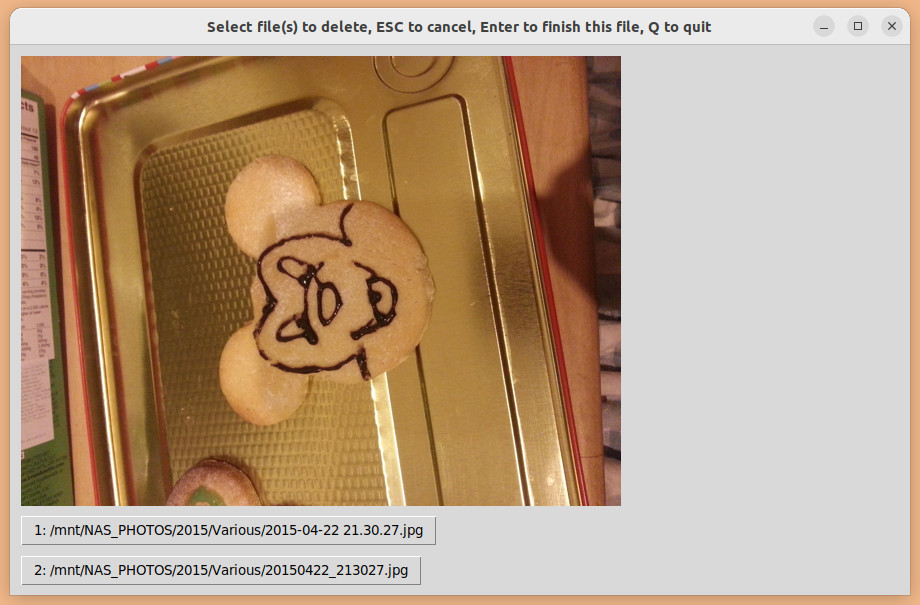 Select file(s) to delete, ESC to cancel, Enter to finish this file, Q to quit
cts
1: /mnt/NAS_PHOTOS/2015/Various/2015-04-22 21.30.27.jpg
2: /mnt/NAS_PHOTOS/2015/Various/20150422_213027.jpg